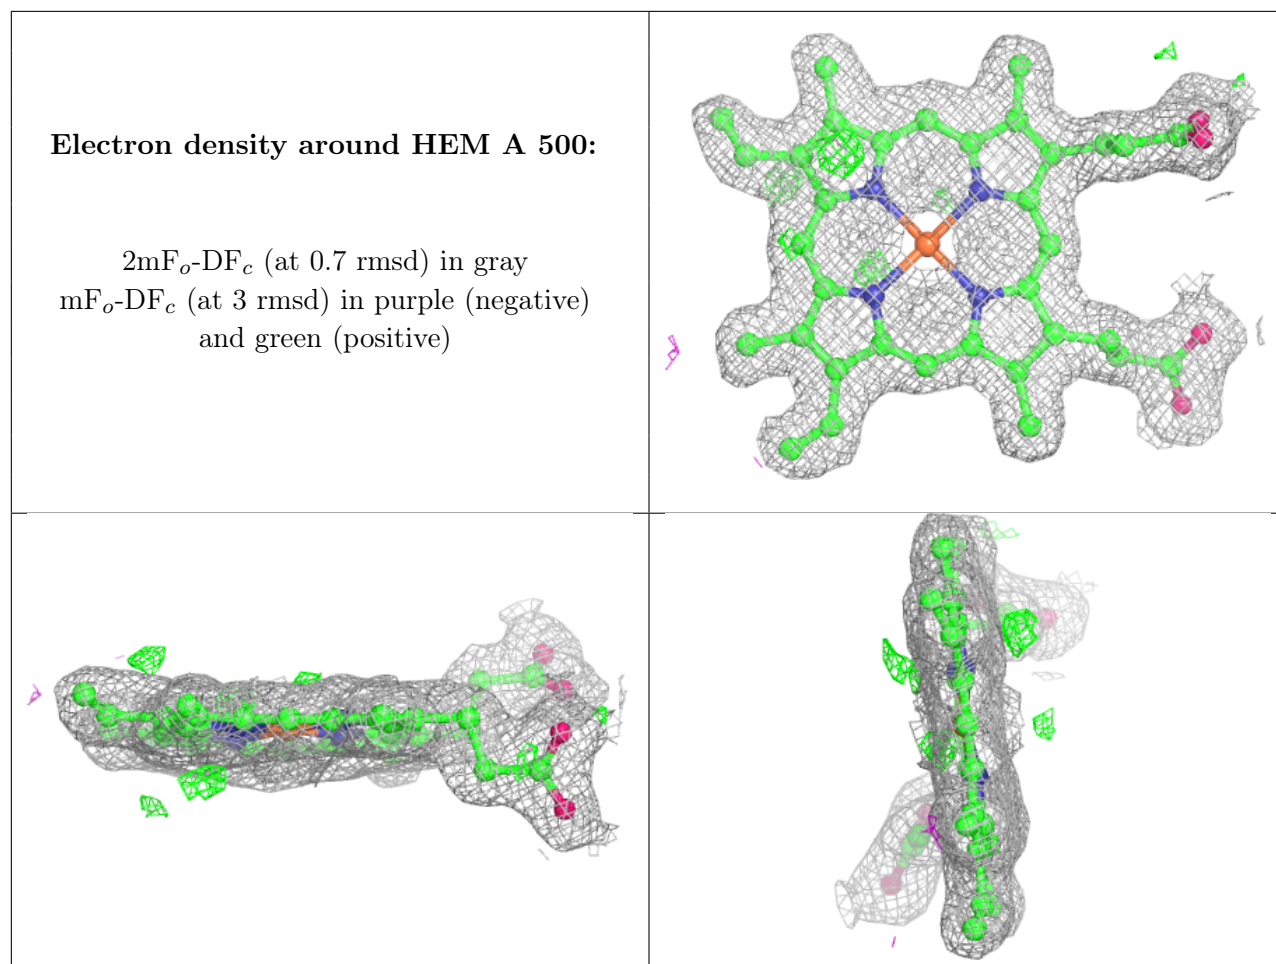 Electron density around HEM A 500:
2mFo-DFc (at 0.7 rmsd) in gray
mFo-DFc (at 3 rmsd) in purple (negative)
and green (positive)